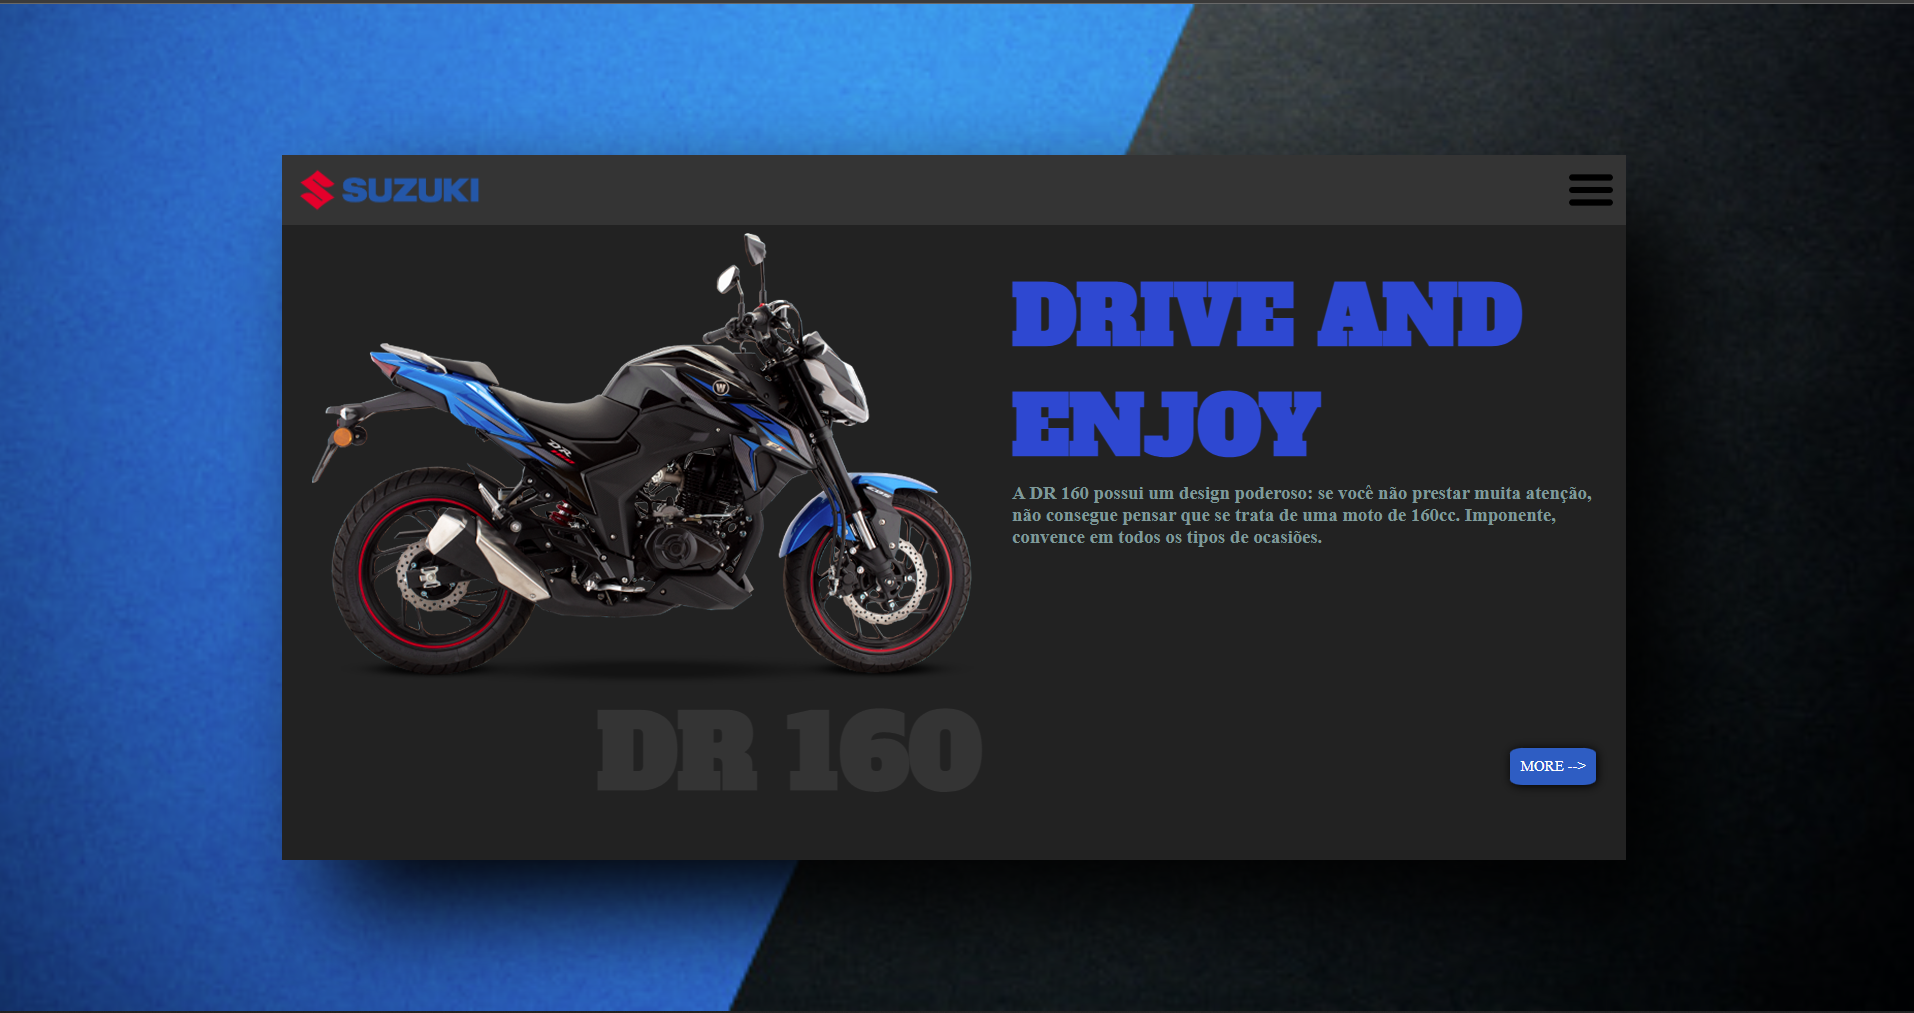 SUZUKI
DRIVE AND
ENJOY
W
DR
A DR 160 possui um design poderoso: se você não prestar muita atenção,
não consegue pensar que se trata de uma moto de 160cc. Imponente,
convence em todos os tipos de ocasiões.
DR 160
MORE -->